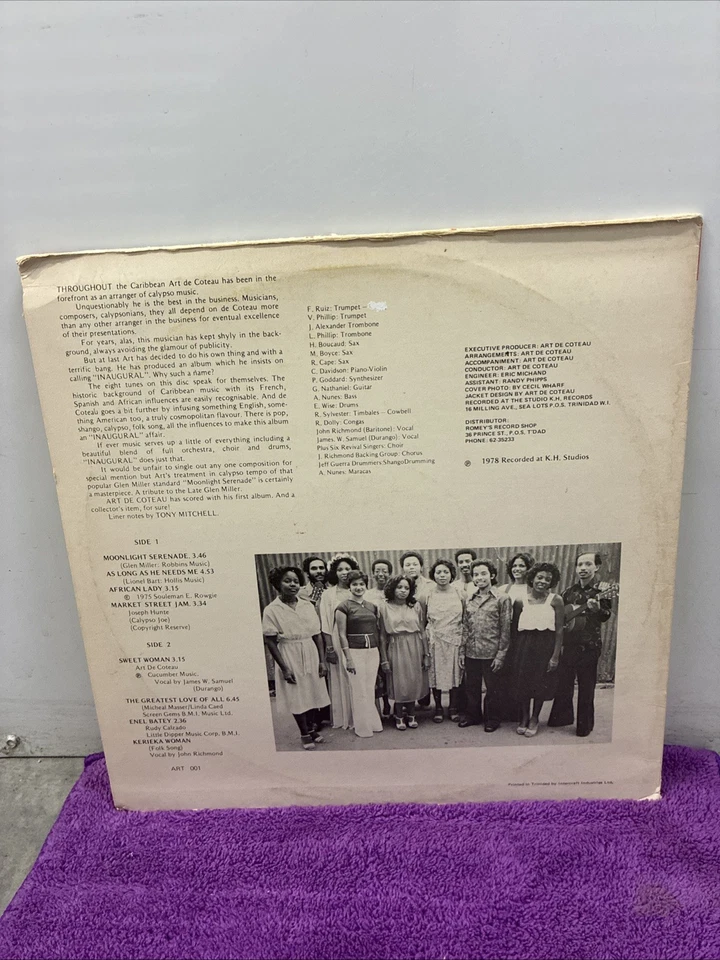 THROUGHOUT the Caribbean Art de Coteau has been in the
forefront as an arranger of calypso music.
Unquestionably he is the best in the business. Musicians,
composers, calypsonians, they all depend on de Coteau more
than any other arranger in the business for eventual excellence
of their presentations.
For years, alas, this musician has kept shyly in the back-
ground, always avoiding the glamour of publicity.
But at last Art has decided to do his own thing and with a
terrific bang. He has produced an album which he insists on
calling "INAUGURAL". Why such a name?
The eight tunes on this disk speak for themselves. The
historic background of Caribbean music with its French,
Spanish and African influences are easily recognisable. And de
Coteau goes a bit further by infusing something English, some-
thing American too, a truly cosmopolitan flavour. There is pop,
shango, calypso, folk song, all the influences to make this album
an "INAUGURAL" affair.
If ever music serves up a little of everything including a
beautiful blend of full orchestra, choir and drums,
"INAUGURAL" does just that.
It would be unfair to single out any one composition for
special mention but Art's treatment in calypso tempo of that
popular Glen Miller standard "Moonlight Serenade" is certainly
a masterpiece. A tribute to the Late Glen Miller.
ART DE COTEAU has scored with his first album. And a
collector's item, for sure!
Liner notes by TONY MITCHELL.
SIDE 1
MOONLIGHT SERENADE. 3.46
(Glen Miller: Robbins Music)
AS LONG AS HE NEEDS ME 4.53
(Lionel Bart: Hollis Music)
AFRICAN LADY 3.15
℗ 1975 Souleman E. Rowgie
MARKET STREET JAM. 3.34
Joseph Hunte
(Calypso Joe)
(Copyright Reserve)
SIDE 2
SWEET WOMAN 3.15
Art De Coteau
℗ Cucumber Music.
Vocal by James W. Samuel
(Durango)
THE GREATEST LOVE OF ALL 6.45
(Micheal Masser/Linda Caed
Screen Gems B.M.I. Music Ltd.
ENEL BATEY 2.36
Rudy Calzado
Little Dipper Music Corp, B.M.I.
KERIEKA WOMAN
(Folk Song)
Vocal by John Richmond
ART 001
F. Ruiz: Trumpet –
V. Phillip: Trumpet
J. Alexander Trombone
L. Phillip: Trombone
H. Boucaud: Sax
M. Boyce: Sax
R. Cape: Sax
C. Davidson: Piano-Violin
P. Goddard: Synthesizer
G. Nathaniel: Guitar
A. Nunes: Bass
E. Wise: Drums
R. Sylvester: Timbales – Cowbell
R. Dolly: Congas
John Richmond (Baritone): Vocal
James. W. Samuel (Durango): Vocal
Plus Six Revival Singers: Choir
J. Richmond Backing Group: Chorus
Jeff Guerra Drummers:ShangoDrumming
A. Nunes: Maracas
EXECUTIVE PRODUCER: ART DE COTEAU
ARRANGEMENTS: ART DE COTEAU
ACCOMPANIMENT: ART DE COTEAU
CONDUCTOR: ART DE COTEAU
ENGINEER: ERIC MICHAND
ASSISTANT: RANDY PHIPPS
COVER PHOTO: BY CECIL WHARF
JACKET DESIGN BY ART DE COTEAU
RECORDED AT THE STUDIO K.H. RECORDS
16 MILLING AVE., SEA LOTS P.O.S. TRINIDAD W.I.
DISTRIBUTOR:
ROMEY'S RECORD SHOP
36 PRINCE ST., P.O.S, T'DAD
PHONE: 62-35233
℗ 1978 Recorded at K.H. Studios
Printed in Trinidad by